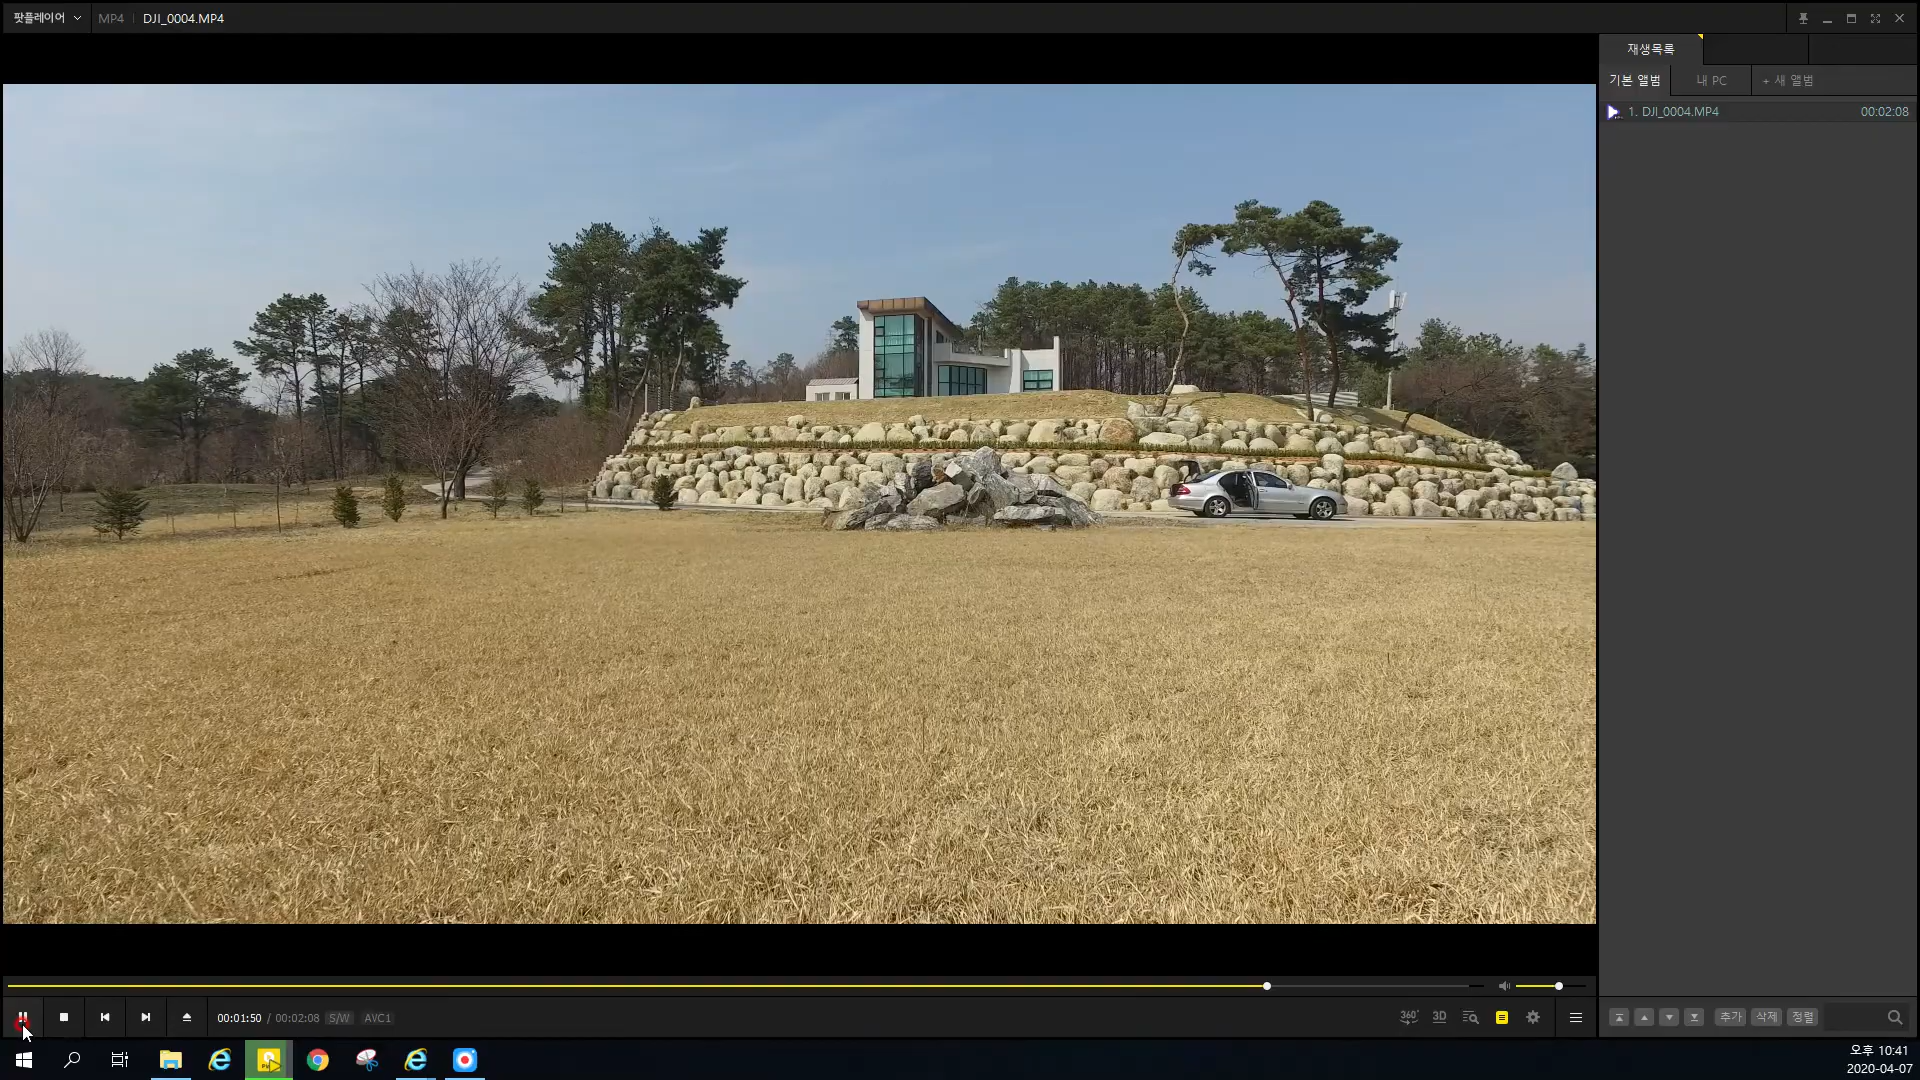 팟플레이어
MP4
DJI_0004.MP4
재생목록
기본 앨범
내 PC
+ 새 앨범
1. DJI_0004.MP4
00:02:08
00:01:50 / 00:02:08 S/W AVC1
360°
3D
추가
삭제
정렬
오후 10:41
2020-04-07